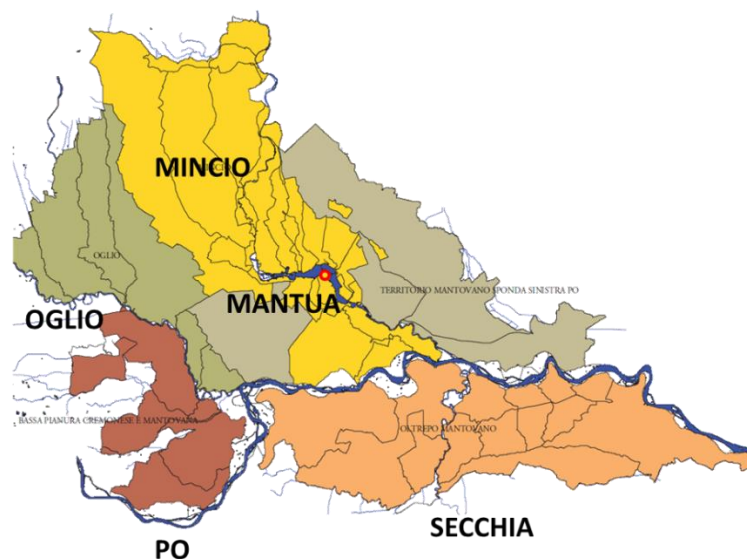 MINCIO
OGLIO
TERRITORIO MANTOVANO SPONDA SINISTRA PO
MANTUA
OGLIO
BASSA PIANURA CREMONESE E MANTOVANA
OLTREPO MANTOVANO
SECCHIA
PO